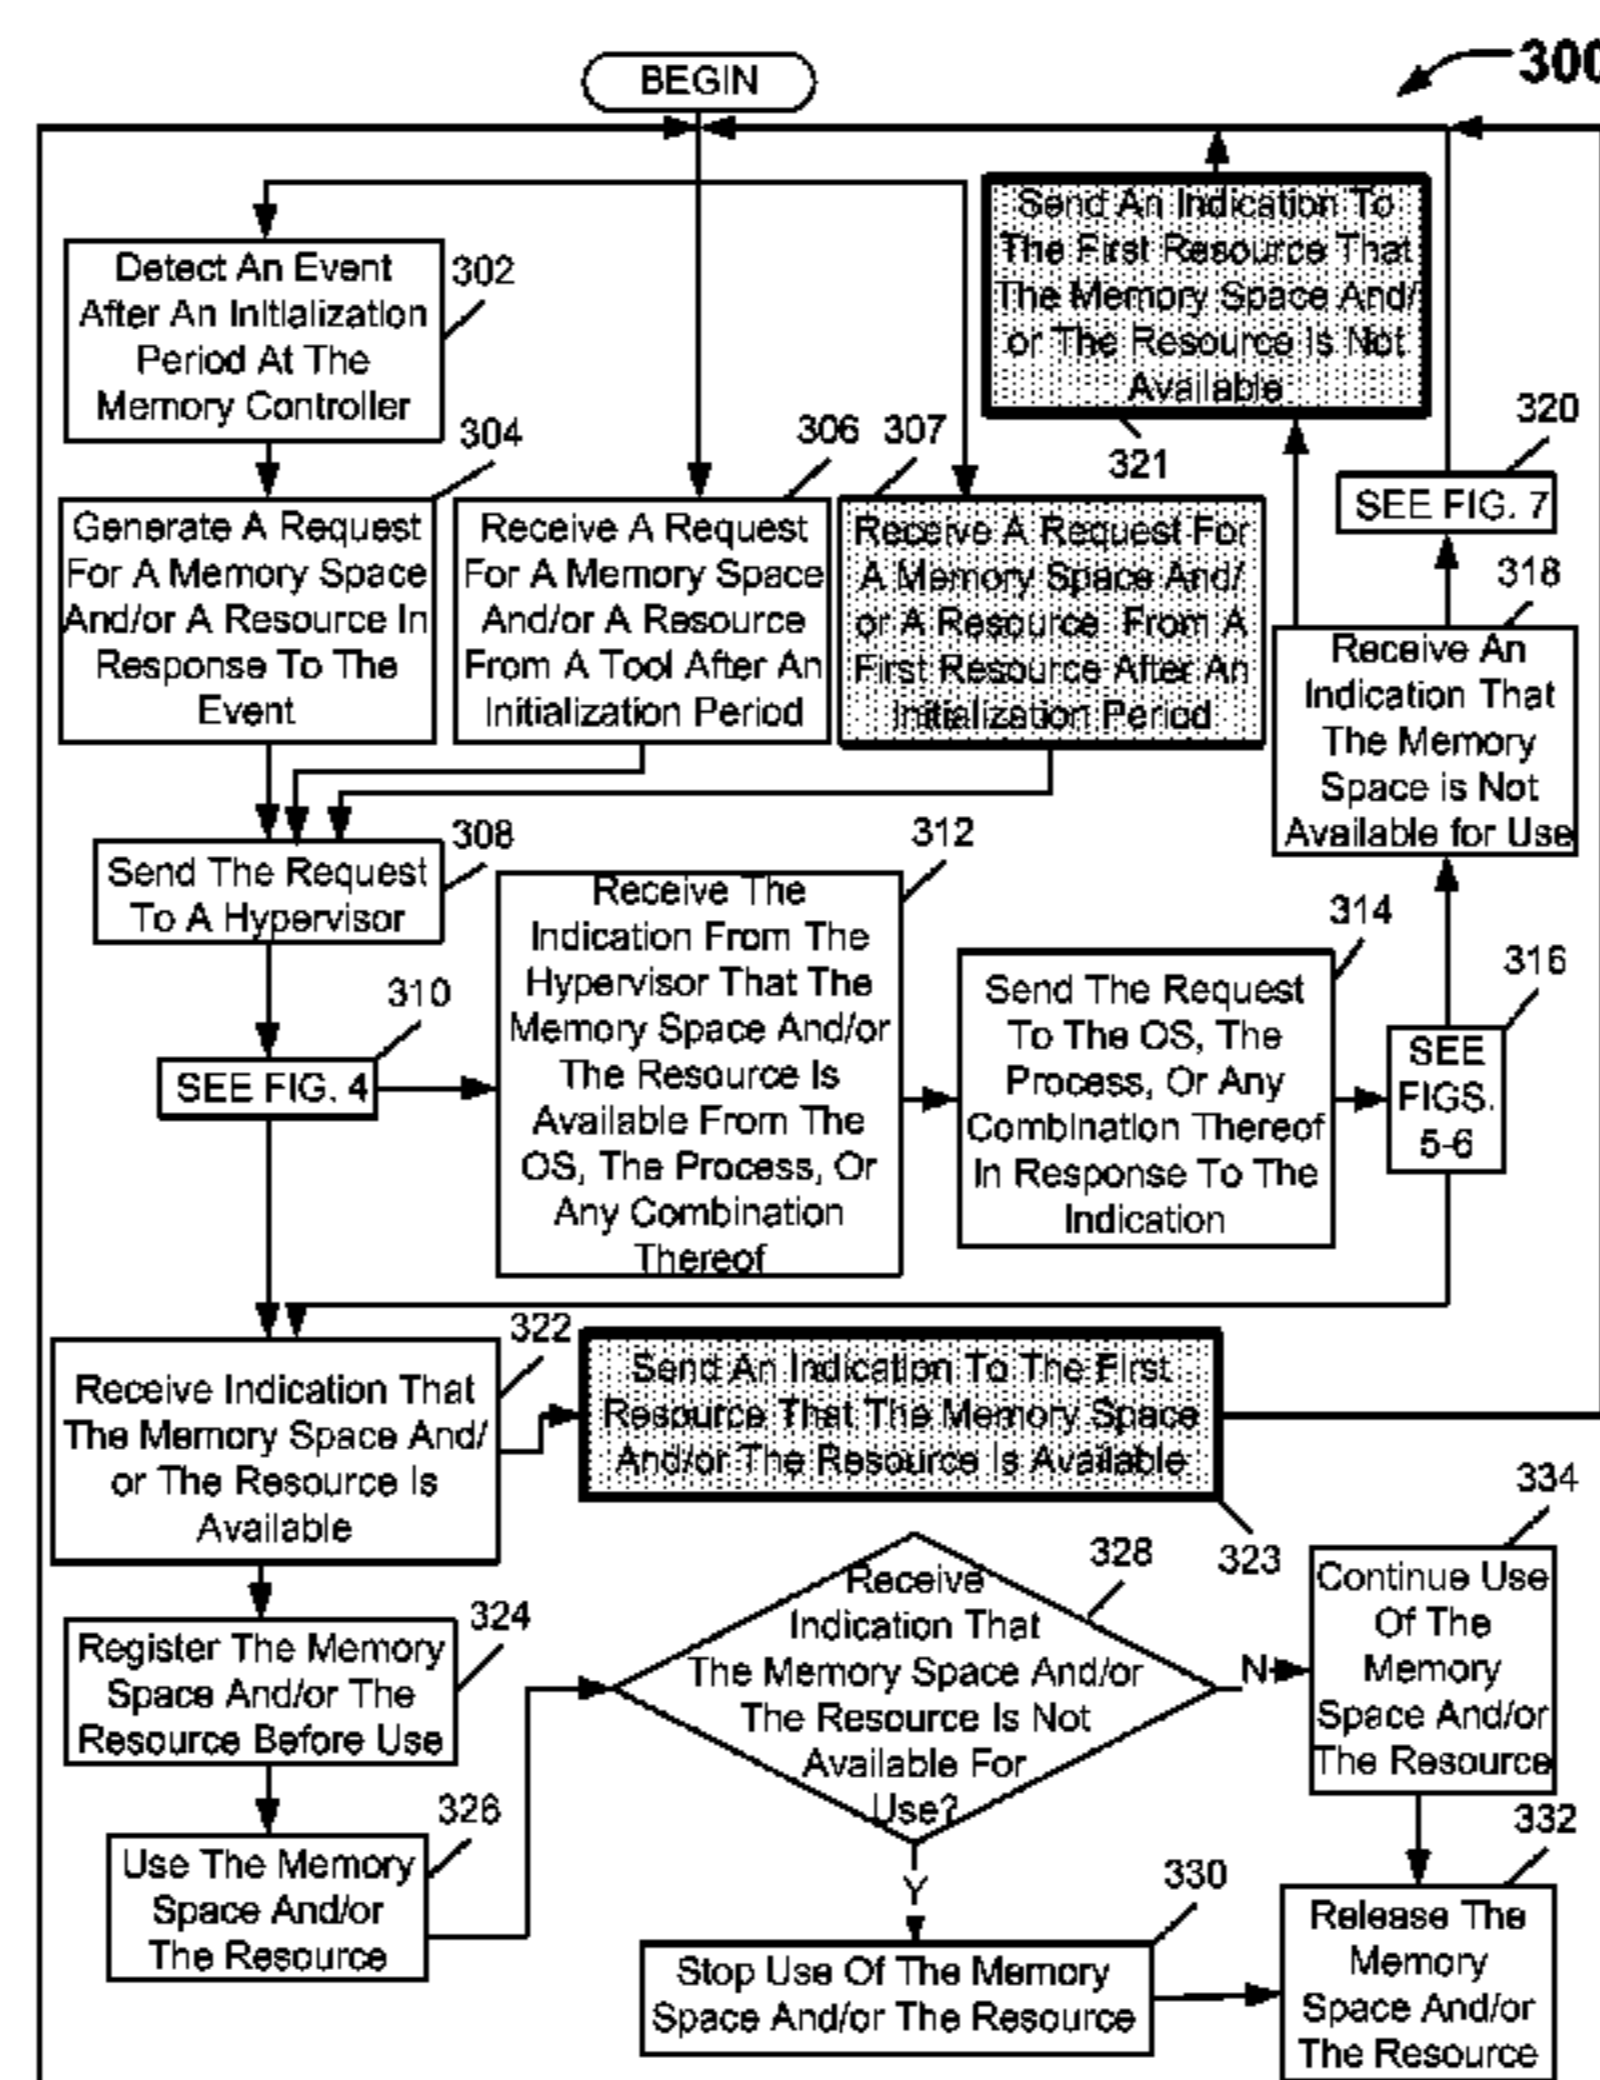 BEGIN
300
Detect An Event
After An Initialization
Period At The
Memory Controller
302
Send An Indication To
The First Resource That
The Memory Space And/
or The Resource Is Not
Available
321
304
Generate A Request
For A Memory Space
And/or A Resource In
Response To The
Event
306
Receive A Request
For A Memory Space
And/or A Resource
From A Tool After An
Initialization Period
307
Receive A Request For
A Memory Space And/
or A Resource From A
First Resource After An
Initialization Period
320
SEE FIG. 7
318
Receive An
Indication That
The Memory
Space is Not
Available for Use
308
Send The Request
To A Hypervisor
310
SEE FIG. 4
312
Receive The
Indication From The
Hypervisor That The
Memory Space And/or
The Resource Is
Available From The
OS, The Process, Or
Any Combination
Thereof
314
Send The Request
To The OS, The
Process, Or Any
Combination Thereof
In Response To The
Indication
316
SEE
FIGS.
5-6
322
Receive Indication That
The Memory Space And/
or The Resource Is
Available
Send An Indication To The First
Resource That The Memory Space
And/or The Resource Is Available
323
324
Register The Memory
Space And/or The
Resource Before Use
326
Use The Memory
Space And/or
The Resource
328
Receive
Indication That
The Memory Space And/or
The Resource Is Not
Available For
Use?
N
Y
334
Continue Use
Of The
Memory
Space And/or
The Resource
330
Stop Use Of The Memory
Space And/or The Resource
332
Release The
Memory
Space And/or
The Resource